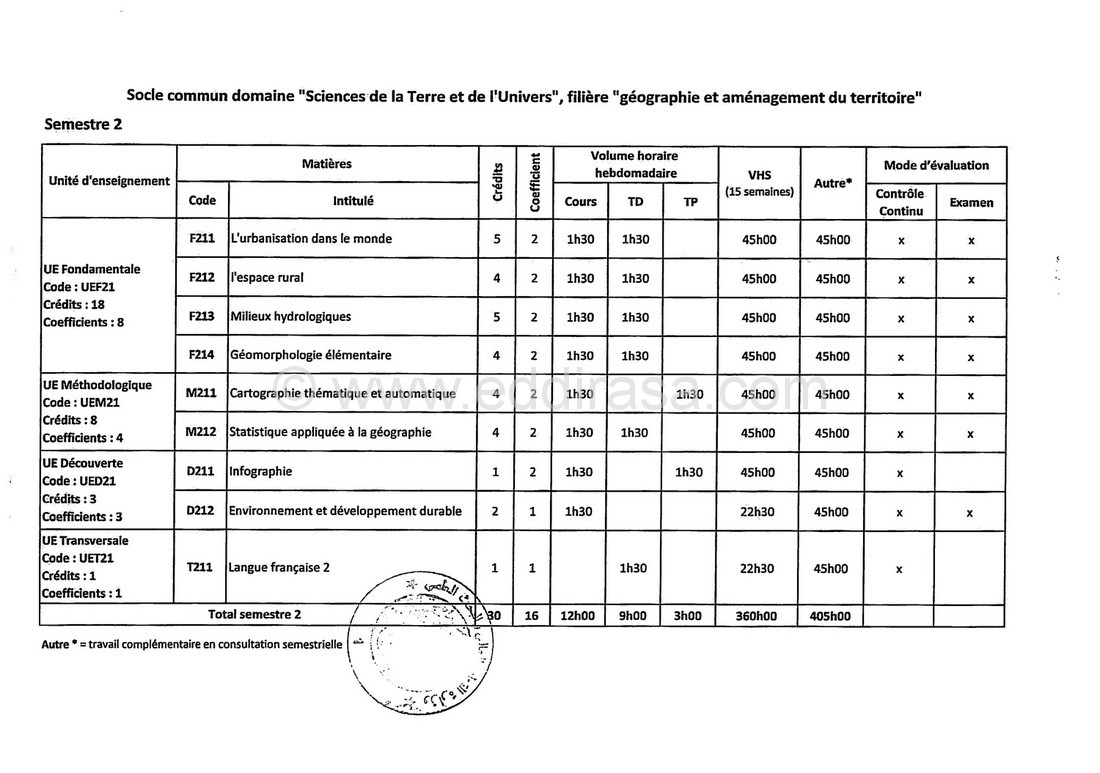 Socle commun domaine "Sciences de la Terre et de l'Univers", filière "géographie et aménagement du territoire"
Semestre 2
Unité d'enseignement | Matières | Crédits | Coefficient | Volume horaire hebdomadaire | VHS (15 semaines) | Autre* | Mode d'évaluation
Code | Intitulé | Cours | TD | TP | Contrôle Continu | Examen
UE Fondamentale
Code : UEF21
Crédits : 18
Coefficients : 8
F211 | L'urbanisation dans le monde | 5 | 2 | 1h30 | 1h30 | | 45h00 | 45h00 | x | x
F212 | l'espace rural | 4 | 2 | 1h30 | 1h30 | | 45h00 | 45h00 | x | x
F213 | Milieux hydrologiques | 5 | 2 | 1h30 | 1h30 | | 45h00 | 45h00 | x | x
F214 | Géomorphologie élémentaire | 4 | 2 | 1h30 | 1h30 | | 45h00 | 45h00 | x | x
UE Méthodologique
Code : UEM21
Crédits : 8
Coefficients : 4
M211 | Cartographie thématique et automatique | 4 | 2 | 1h30 | | 1h30 | 45h00 | 45h00 | x | x
M212 | Statistique appliquée à la géographie | 4 | 2 | 1h30 | 1h30 | | 45h00 | 45h00 | x | x
UE Découverte
Code : UED21
Crédits : 3
Coefficients : 3
D211 | Infographie | 1 | 2 | 1h30 | | 1h30 | 45h00 | 45h00 | x |
D212 | Environnement et développement durable | 2 | 1 | 1h30 | | | 22h30 | 45h00 | x | x
UE Transversale
Code : UET21
Crédits : 1
Coefficients : 1
T211 | Langue française 2 | 1 | 1 | | 1h30 | | 22h30 | 45h00 | x |
Total semestre 2 | 30 | 16 | 12h00 | 9h00 | 3h00 | 360h00 | 405h00
Autre * = travail complémentaire en consultation semestrielle
© www.eddirasa.com